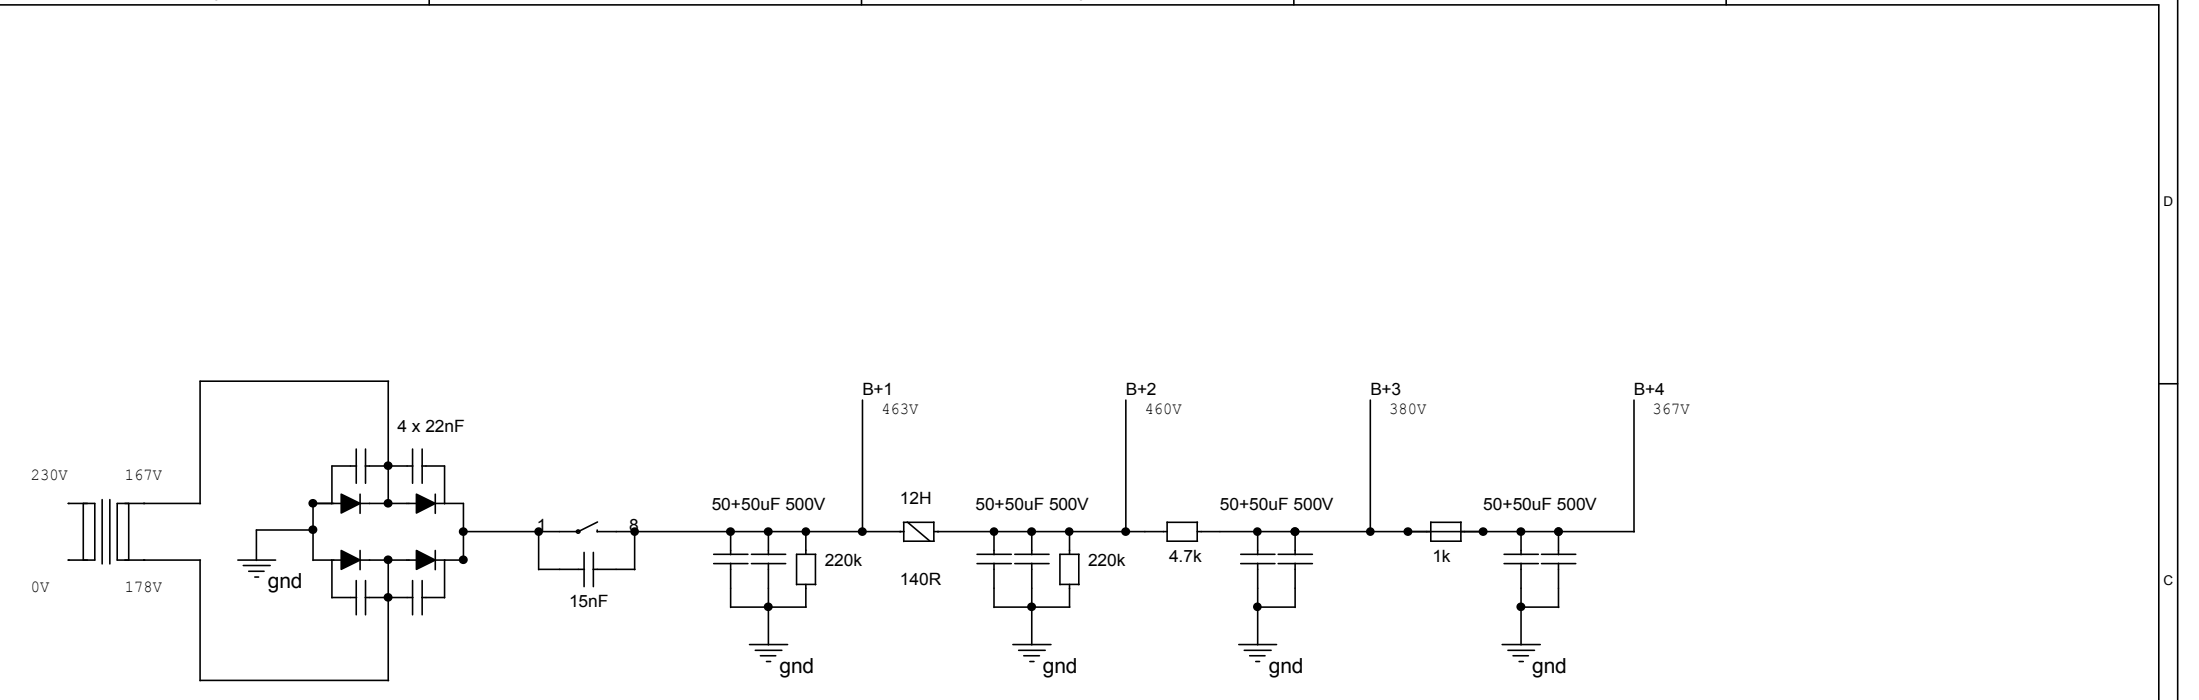 D
B+1
463V
B+2
460V
B+3
380V
B+4
367V
4 x 22nF
230V
167V
50+50uF 500V
12H
50+50uF 500V
50+50uF 500V
50+50uF 500V
1
8
220k
220k
4.7k
1k
0V
178V
gnd
15nF
140R
C
gnd
gnd
gnd
gnd